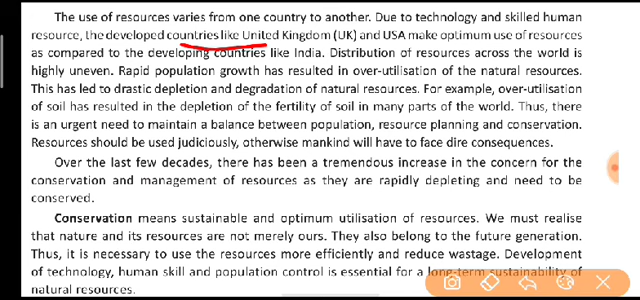 The use of resources varies from one country to another. Due to technology and skilled human
resource, the developed countries like United Kingdom (UK) and USA make optimum use of resources
as compared to the developing countries like India. Distribution of resources across the world is
highly uneven. Rapid population growth has resulted in over-utilisation of the natural resources.
This has led to drastic depletion and degradation of natural resources. For example, over-utilisation
of soil has resulted in the depletion of the fertility of soil in many parts of the world. Thus, there
is an urgent need to maintain a balance between population, resource planning and conservation.
Resources should be used judiciously, otherwise mankind will have to face dire consequences.
Over the last few decades, there has been a tremendous increase in the concern for the
conservation and management of resources as they are rapidly depleting and need to be
conserved.
Conservation means sustainable and optimum utilisation of resources. We must realise
that nature and its resources are not merely ours. They also belong to the future generation.
Thus, it is necessary to use the resources more efficiently and reduce wastage. Development
of technology, human skill and population control is essential for a long-term sustainability of
natural resources.